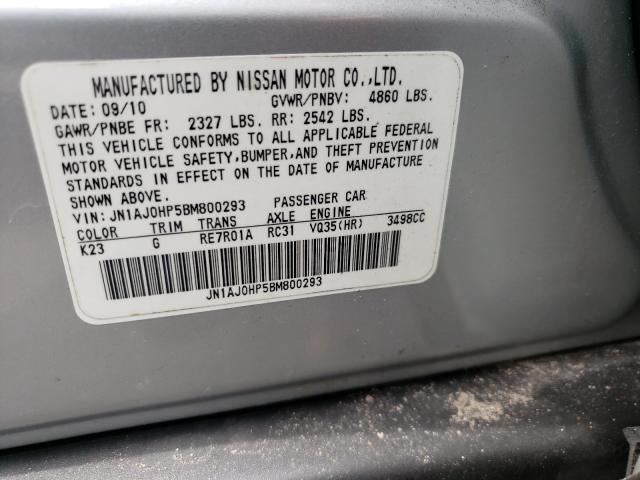 MANUFACTURED BY NISSAN MOTOR CO.,LTD.
DATE: 09/10 GVWR/PNBV: 4860 LBS.
GAWR/PNBE FR: 2327 LBS. RR: 2542 LBS.
THIS VEHICLE CONFORMS TO ALL APPLICABLE FEDERAL
MOTOR VEHICLE SAFETY,BUMPER,AND THEFT PREVENTION
STANDARDS IN EFFECT ON THE DATE OF MANUFACTURE
SHOWN ABOVE.
VIN: JN1AJ0HP5BM800293 PASSENGER CAR
COLOR TRIM TRANS AXLE ENGINE
K23 G RE7R01A RC31 VQ35(HR) 3498CC
JN1AJ0HP5BM800293